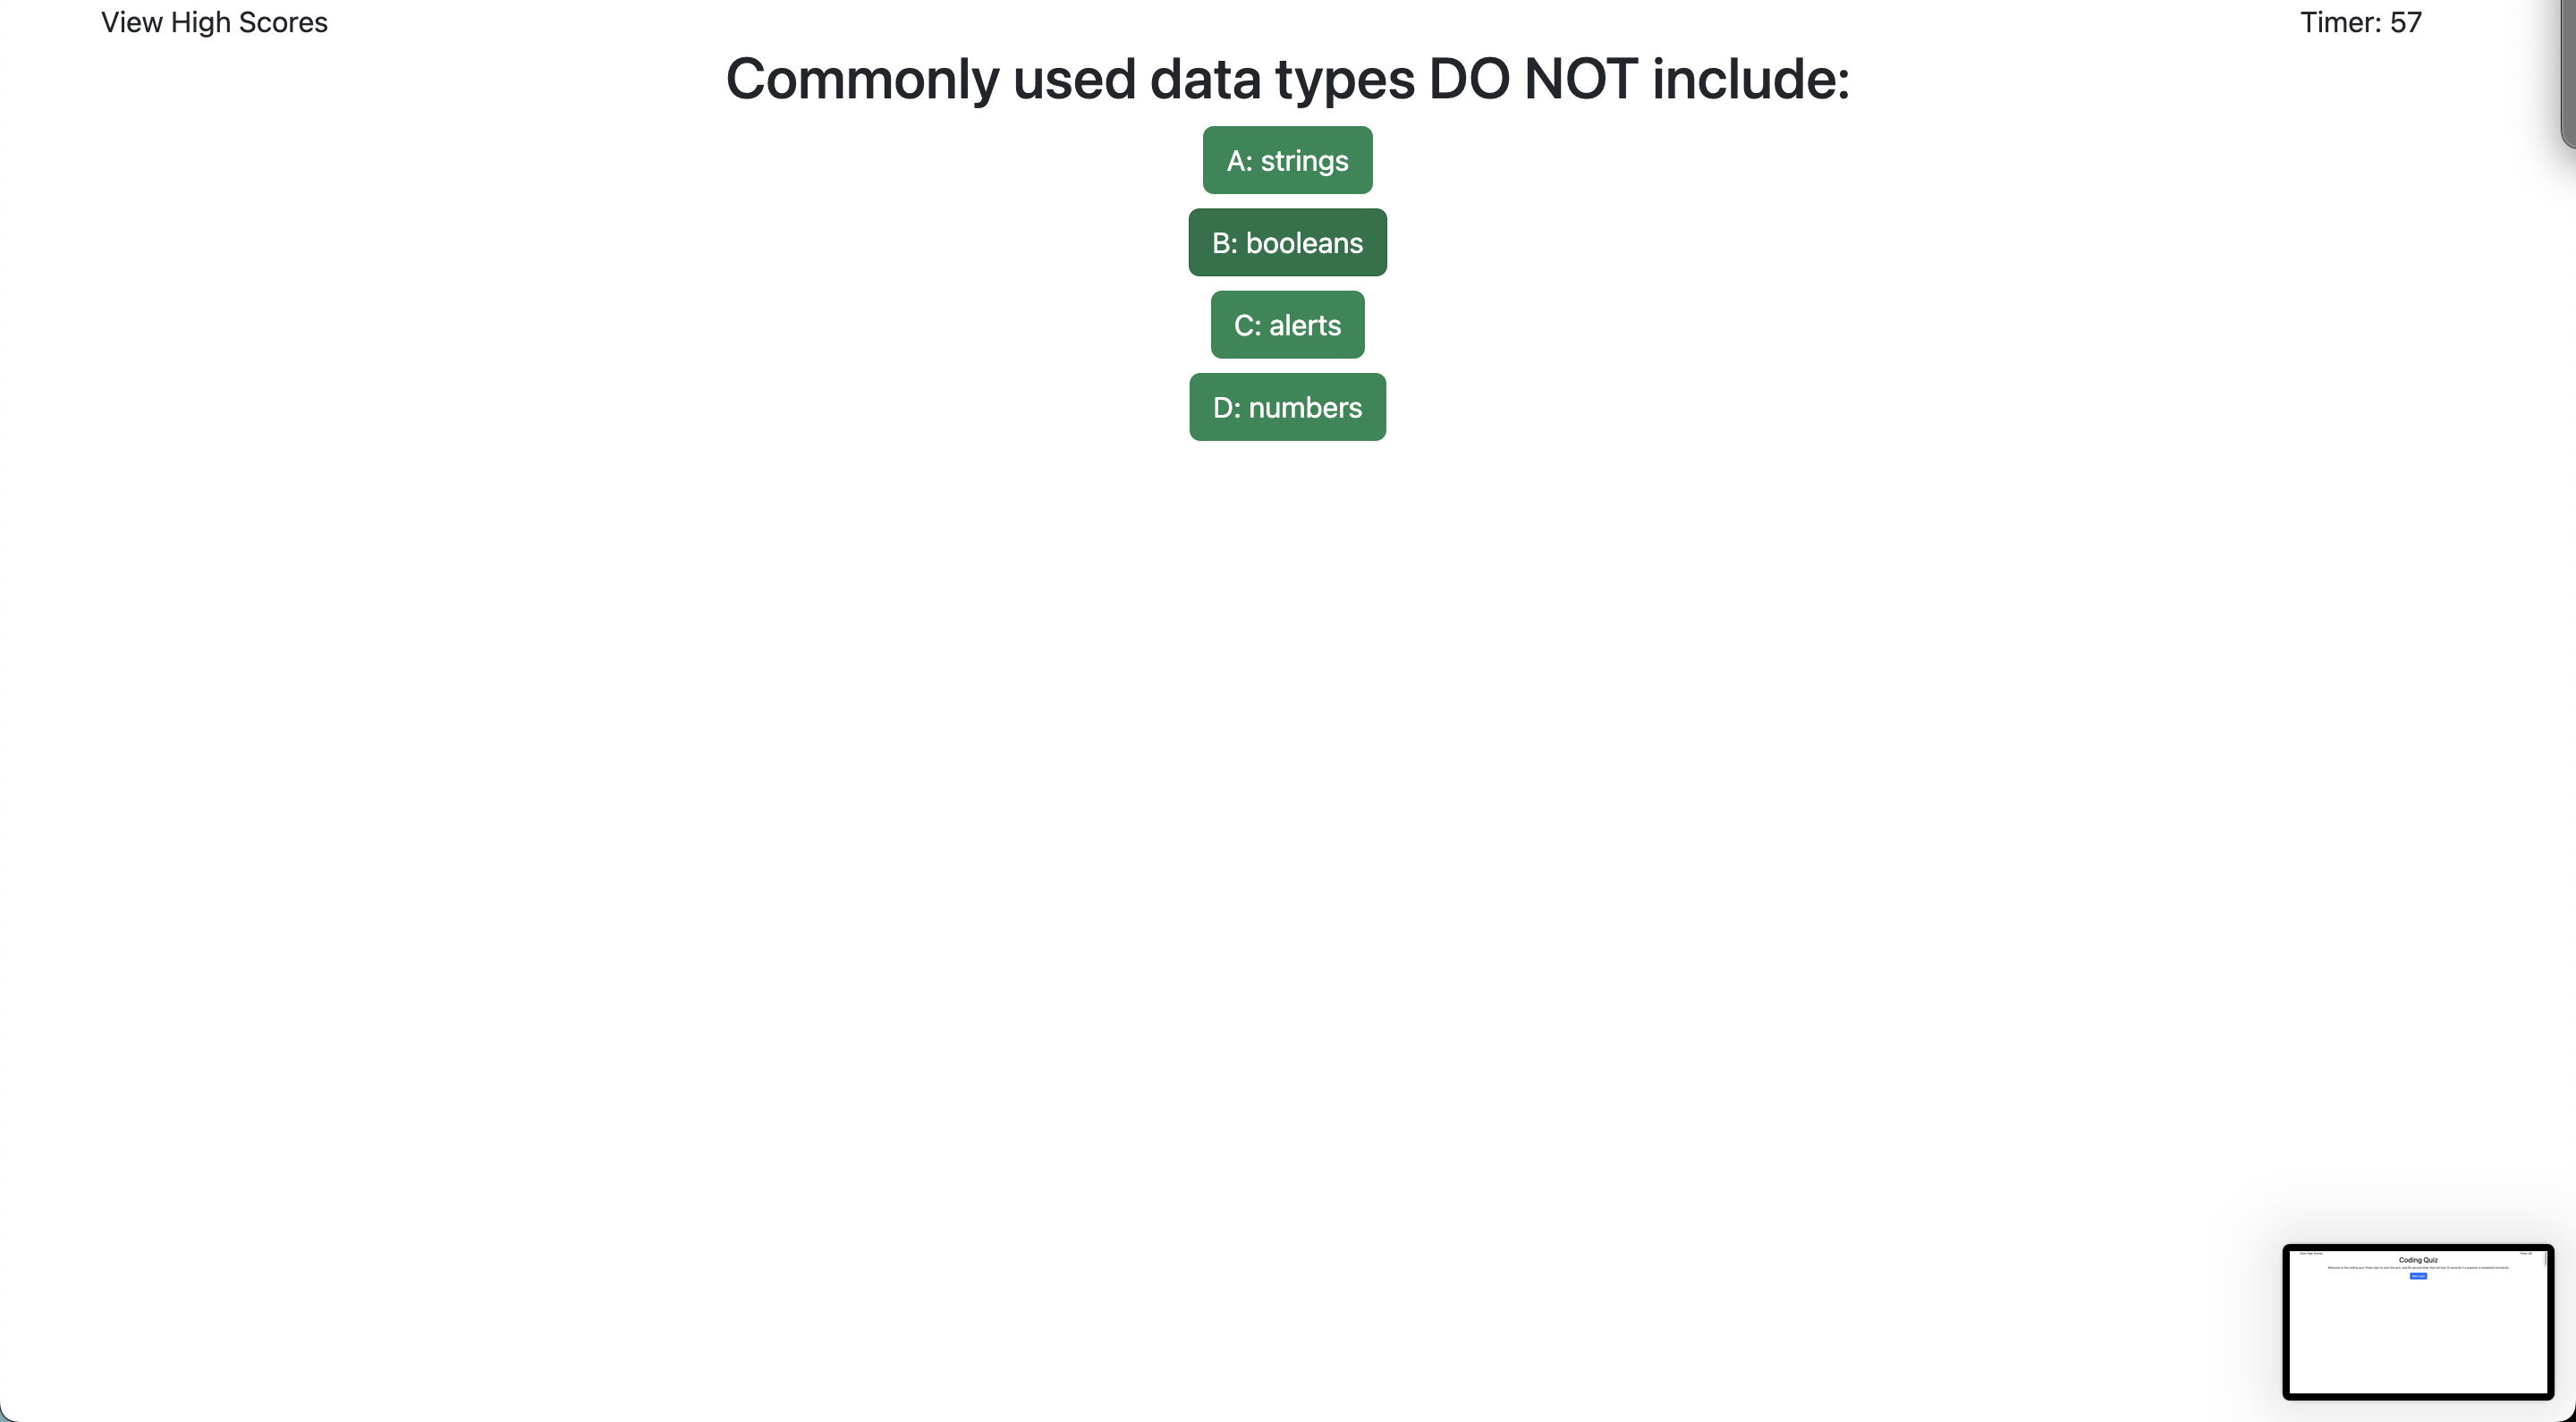 View High Scores
Timer: 57
Commonly used data types DO NOT include:
A: strings
B: booleans
C: alerts
D: numbers
Coding Quiz